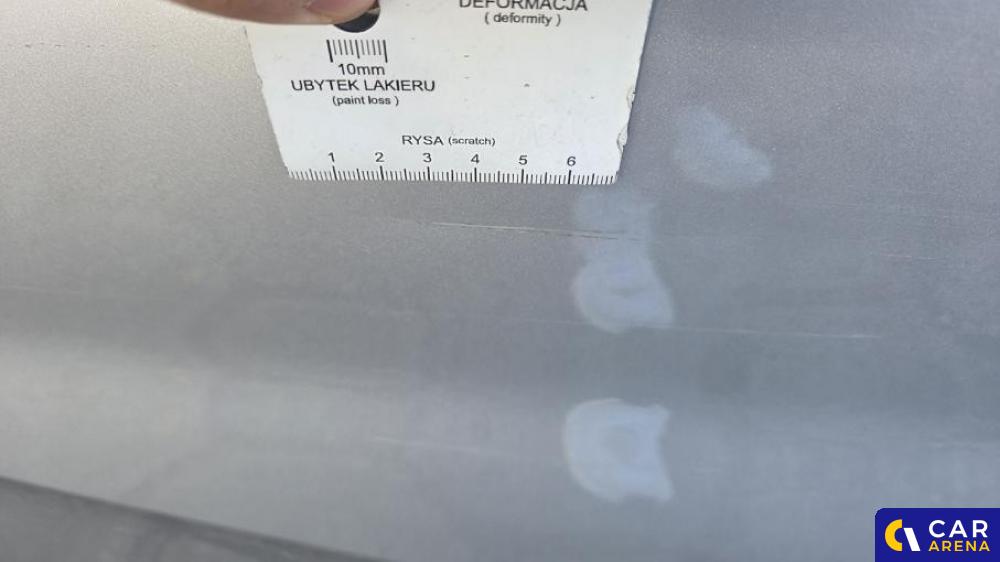 DEFORMACJA
( deformity )
10mm
UBYTEK LAKIERU
(paint loss )
RYSA (scratch)
1 2 3 4 5 6
CAR
ARENA